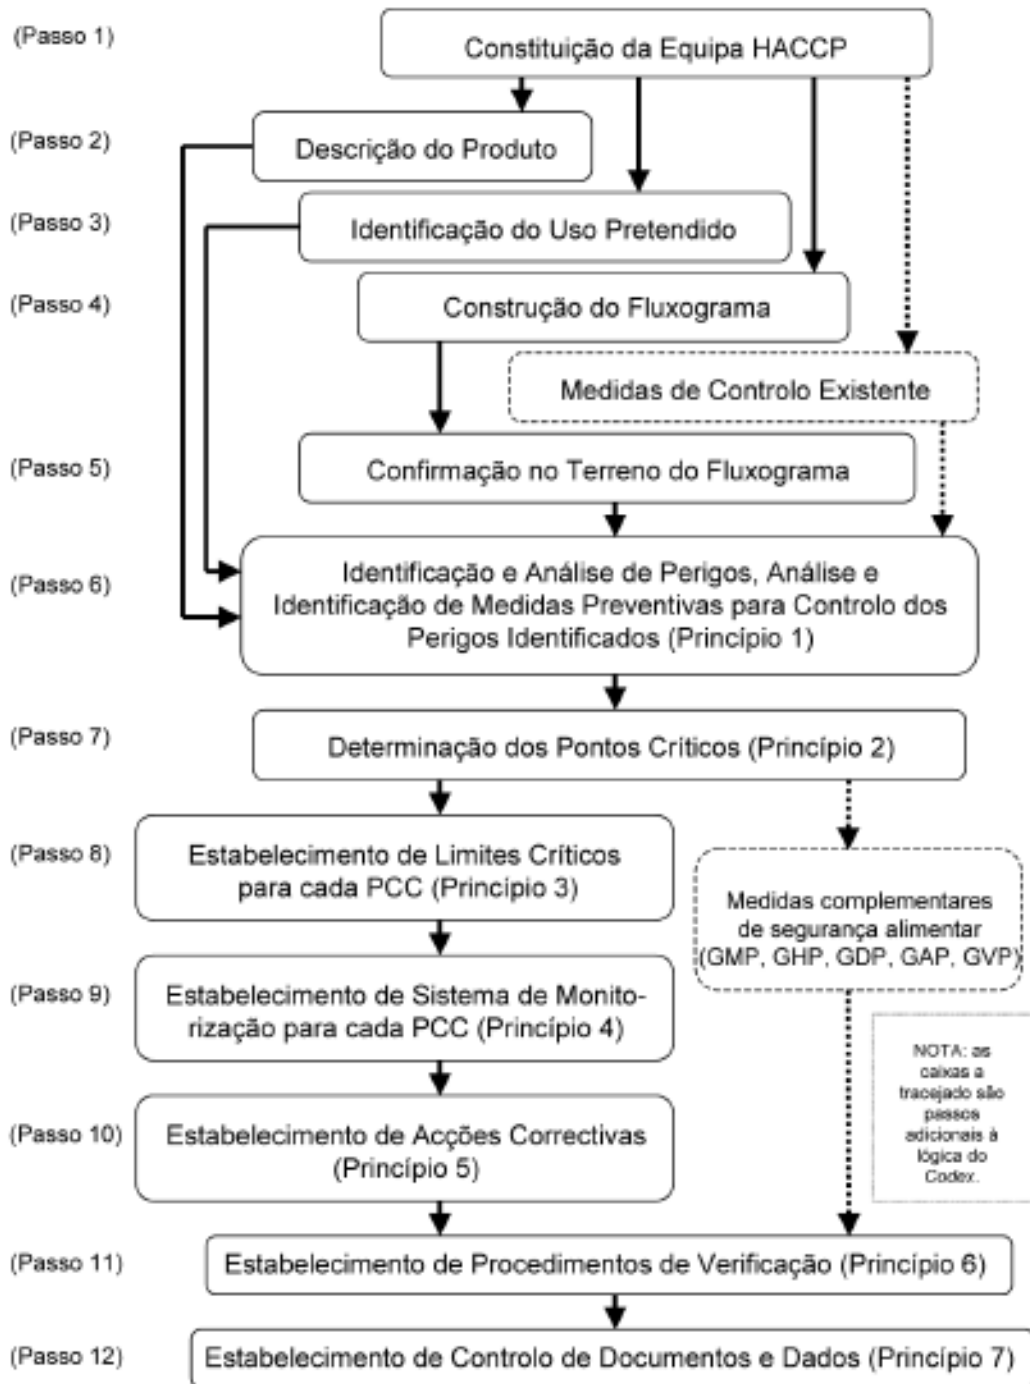 (Passo 1)
Constituição da Equipa HACCP
(Passo 2)
Descrição do Produto
(Passo 3)
Identificação do Uso Pretendido
(Passo 4)
Construção do Fluxograma
Medidas de Controlo Existente
(Passo 5)
Confirmação no Terreno do Fluxograma
(Passo 6)
Identificação e Análise de Perigos, Análise e
Identificação de Medidas Preventivas para Controlo dos
Perigos Identificados (Princípio 1)
(Passo 7)
Determinação dos Pontos Críticos (Princípio 2)
(Passo 8)
Estabelecimento de Limites Críticos
para cada PCC (Princípio 3)
Medidas complementares
de segurança alimentar
(GMP, GHP, GDP, GAP, GVP)
(Passo 9)
Estabelecimento de Sistema de Monito-
rização para cada PCC (Princípio 4)
NOTA: as
caixas a
tracejado são
passos
adicionais à
lógica do
Codex.
(Passo 10)
Estabelecimento de Acções Correctivas
(Princípio 5)
(Passo 11)
Estabelecimento de Procedimentos de Verificação (Princípio 6)
(Passo 12)
Estabelecimento de Controlo de Documentos e Dados (Princípio 7)